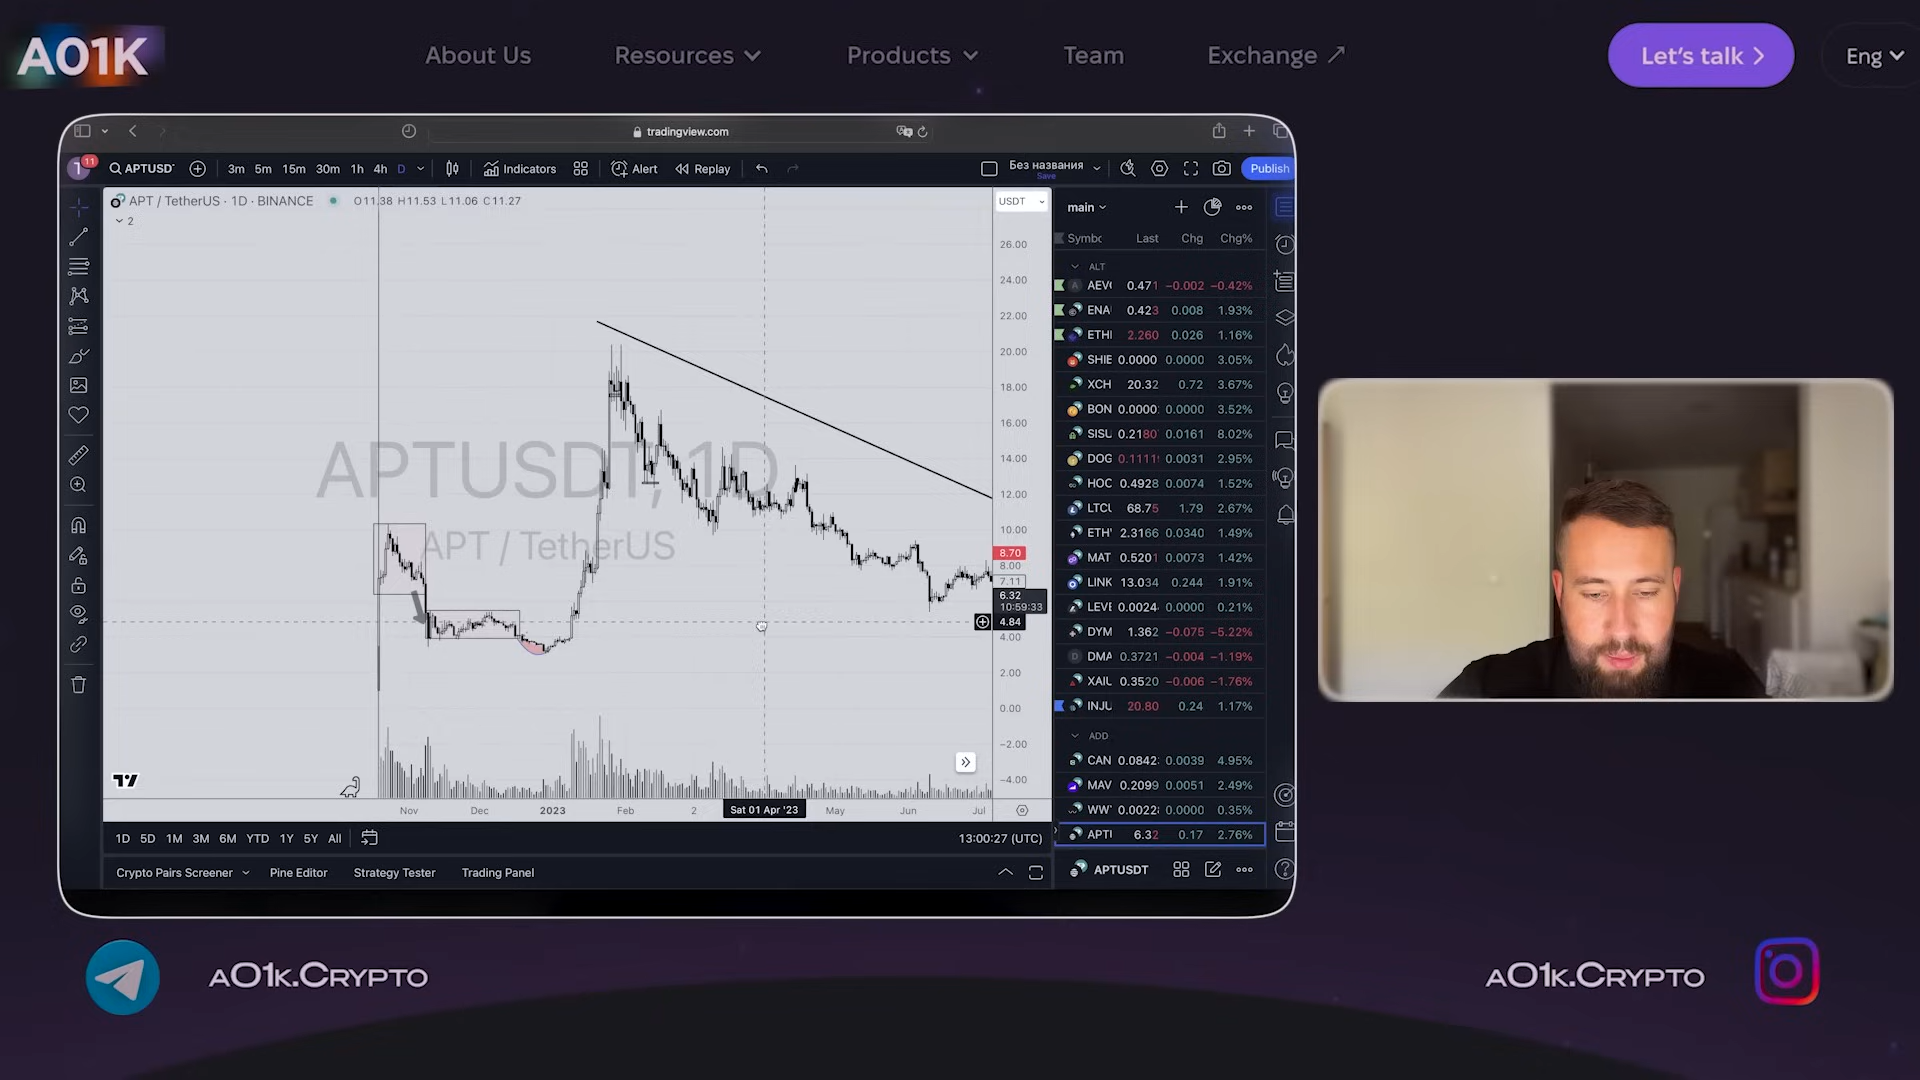 AO1K
About Us
Resources
Products
Team
Exchange
Let's talk
Eng
tradingview.com
11
APTUSD
3m 5m 15m 30m 1h 4h D
Indicators
Alert
Replay
Без названия
Save
Publish
APT / TetherUS · 1D · BINANCE
O11.38 H11.53 L11.06 C11.27
2
USDT
26.00
24.00
22.00
20.00
18.00
16.00
14.00
12.00
10.00
8.70
8.00
7.11
6.32
10:59:33
4.84
4.00
2.00
0.00
−2.00
−4.00
APTUSDT, 1D
APT / TetherUS
Nov Dec 2023 Feb 2 Sat 01 Apr '23 May Jun Jul
1D 5D 1M 3M 6M YTD 1Y 5Y All
13:00:27 (UTC)
Crypto Pairs Screener
Pine Editor
Strategy Tester
Trading Panel
main
Symbc Last Chg Chg%
ALT
AEV 0.471 −0.002 −0.42%
ENA 0.423 0.008 1.93%
ETHI 2.260 0.026 1.16%
SHIE 0.0000 0.0000 3.05%
XCH 20.32 0.72 3.67%
BON 0.0000 0.0000 3.52%
SISL 0.2180 0.0161 8.02%
DOG 0.1111 0.0031 2.95%
HOC 0.4928 0.0074 1.52%
LTCU 68.75 1.79 2.67%
ETH 2.3166 0.0340 1.49%
MAT 0.5201 0.0073 1.42%
LINK 13.034 0.244 1.91%
LEVE 0.0024 0.0000 0.21%
DYM 1.362 −0.075 −5.22%
DMA 0.3721 −0.004 −1.19%
XAIL 0.3520 −0.006 −1.76%
INJU 20.80 0.24 1.17%
ADD
CAN 0.0842 0.0039 4.95%
MAV 0.2099 0.0051 2.49%
WW 0.0022 0.0000 0.35%
APTI 6.32 0.17 2.76%
APTUSDT
AO1K.CRYPTO
AO1K.CRYPTO